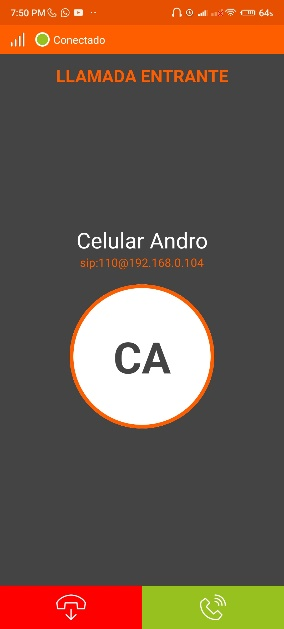 7:50 PM 64%
Conectado
LLAMADA ENTRANTE
Celular Andro
sip:110@192.168.0.104
CA